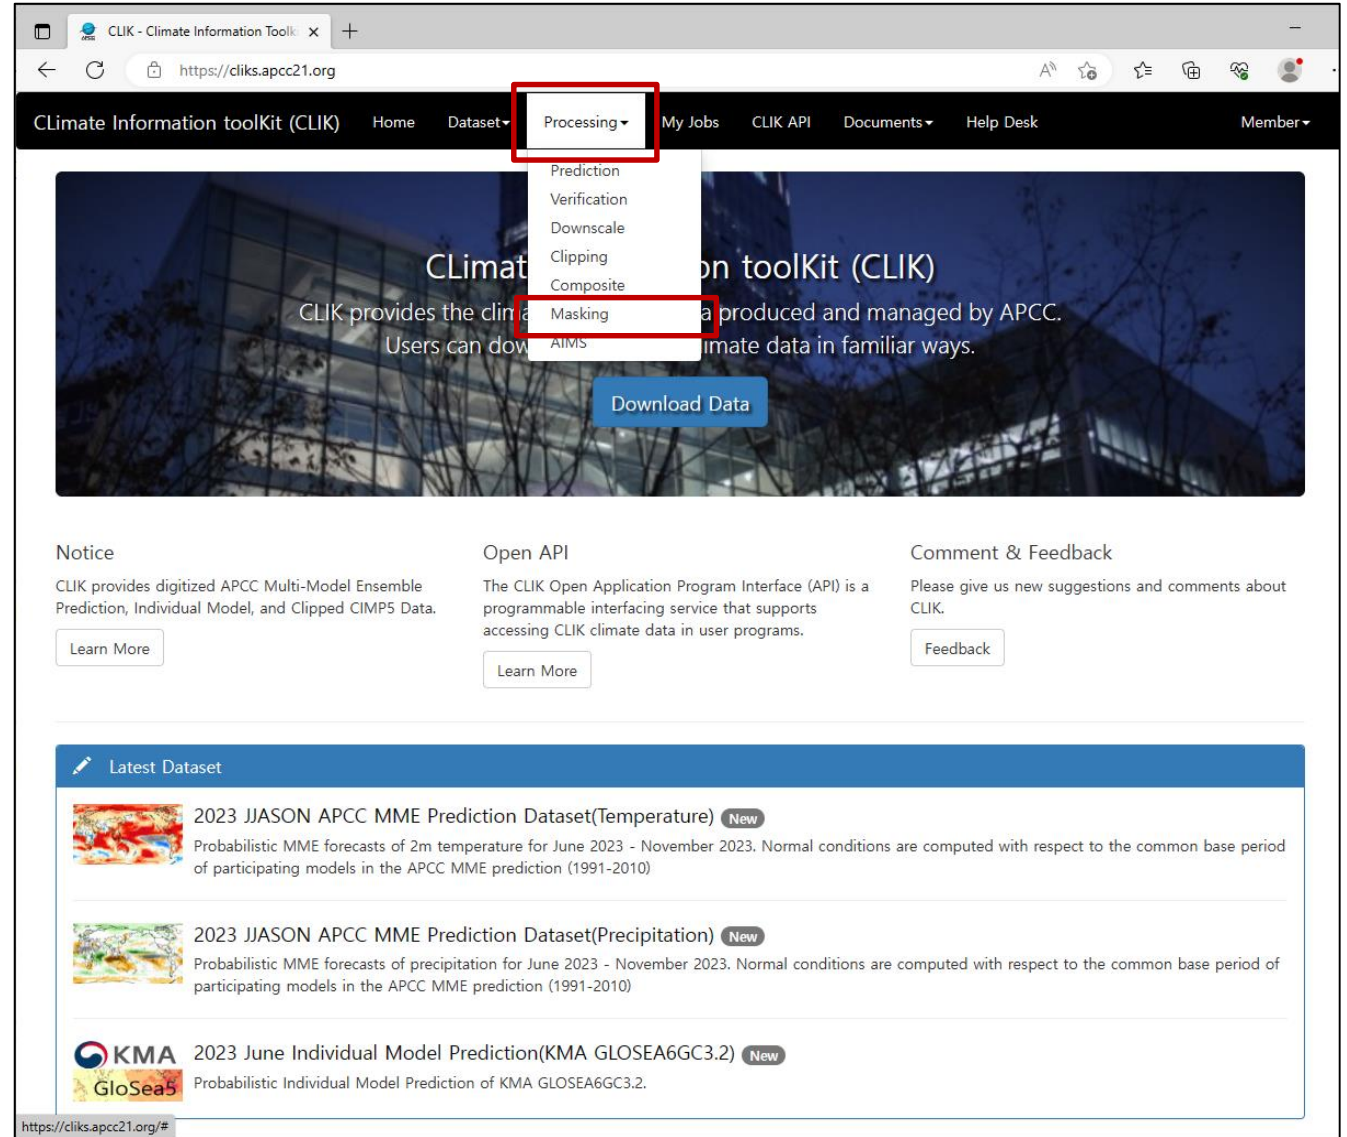 CLIK - Climate Information Toolk
https://cliks.apcc21.org
CLimate Information toolKit (CLIK) Home Dataset Processing My Jobs CLIK API Documents Help Desk Member
Prediction
Verification
Downscale
Clipping
Composite
Masking
AIMS
CLimat on toolKit (CLIK)
CLIK provides the clima a produced and managed by APCC.
Users can dow imate data in familiar ways.
Download Data
Notice
CLIK provides digitized APCC Multi-Model Ensemble
Prediction, Individual Model, and Clipped CIMP5 Data.
Learn More
Open API
The CLIK Open Application Program Interface (API) is a
programmable interfacing service that supports
accessing CLIK climate data in user programs.
Learn More
Comment & Feedback
Please give us new suggestions and comments about
CLIK.
Feedback
Latest Dataset
2023 JJASON APCC MME Prediction Dataset(Temperature) New
Probabilistic MME forecasts of 2m temperature for June 2023 - November 2023. Normal conditions are computed with respect to the common base period
of participating models in the APCC MME prediction (1991-2010)
2023 JJASON APCC MME Prediction Dataset(Precipitation) New
Probabilistic MME forecasts of precipitation for June 2023 - November 2023. Normal conditions are computed with respect to the common base period of
participating models in the APCC MME prediction (1991-2010)
KMA
GloSea5
2023 June Individual Model Prediction(KMA GLOSEA6GC3.2) New
Probabilistic Individual Model Prediction of KMA GLOSEA6GC3.2.
https://cliks.apcc21.org/#